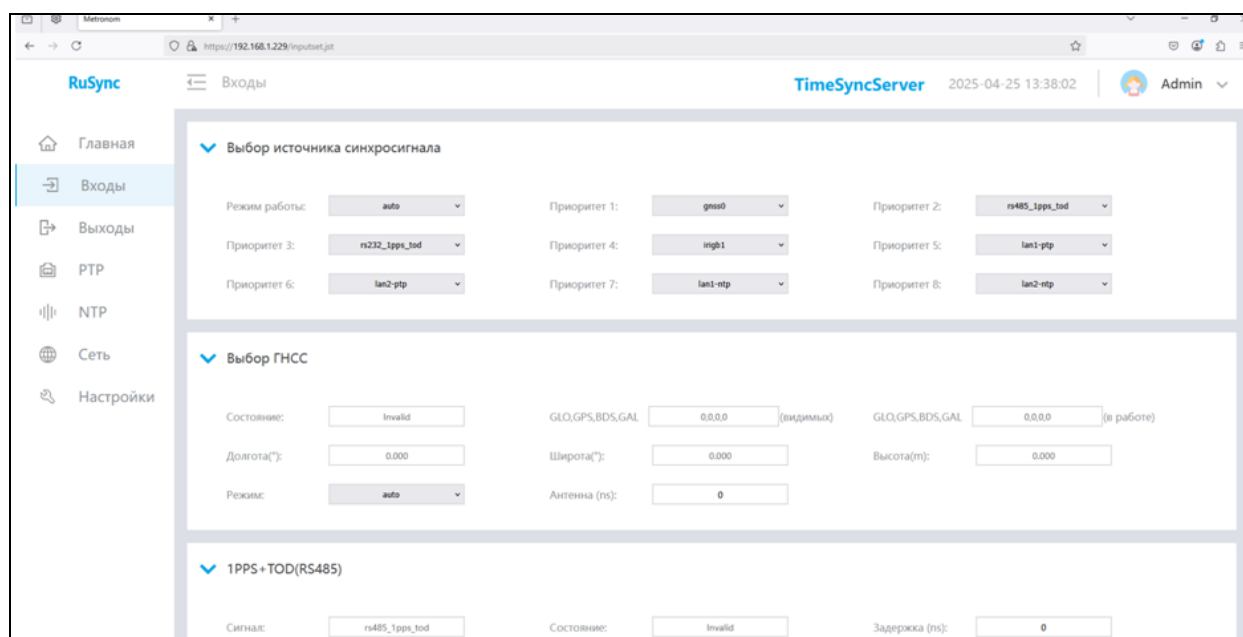 Metronom
https://192.168.1.229/inputset.jst
RuSync Входы TimeSyncServer 2025-04-25 13:38:02 Admin
Главная
Входы
Выходы
PTP
NTP
Сеть
Настройки
Выбор источника синхросигнала
Режим работы: auto Приоритет 1: gnss0 Приоритет 2: rs485_1pps_tod
Приоритет 3: rs232_1pps_tod Приоритет 4: irigb1 Приоритет 5: lan1-ptp
Приоритет 6: lan2-ptp Приоритет 7: lan1-ntp Приоритет 8: lan2-ntp
Выбор ГНСС
Состояние: Invalid GLO,GPS,BDS,GAL 0,0,0,0 (видимых) GLO,GPS,BDS,GAL 0,0,0,0 (в работе)
Долгота(°): 0.000 Широта(°): 0.000 Высота(m): 0.000
Режим: auto Антенна (ns): 0
1PPS+TOD(RS485)
Сигнал: rs485_1pps_tod Состояние: Invalid Задержка (ns): 0